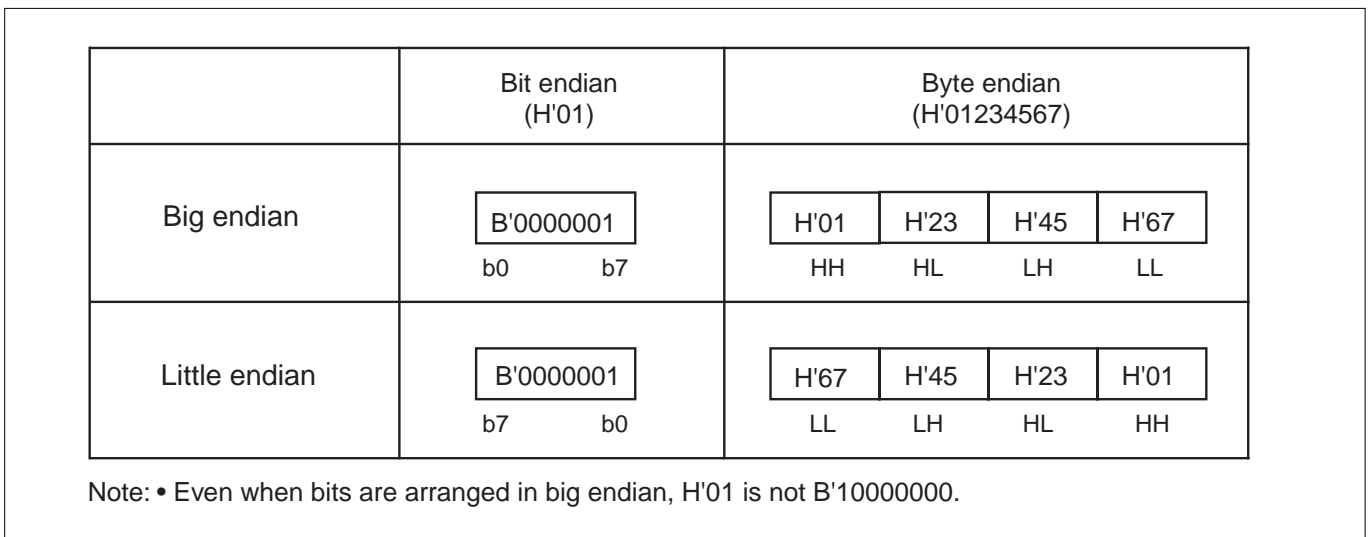 Bit endian
(H'01)
Byte endian
(H'01234567)
Big endian
B'0000001
b0 b7
H'01 H'23 H'45 H'67
HH HL LH LL
Little endian
B'0000001
b7 b0
H'67 H'45 H'23 H'01
LL LH HL HH
Note: • Even when bits are arranged in big endian, H'01 is not B'10000000.